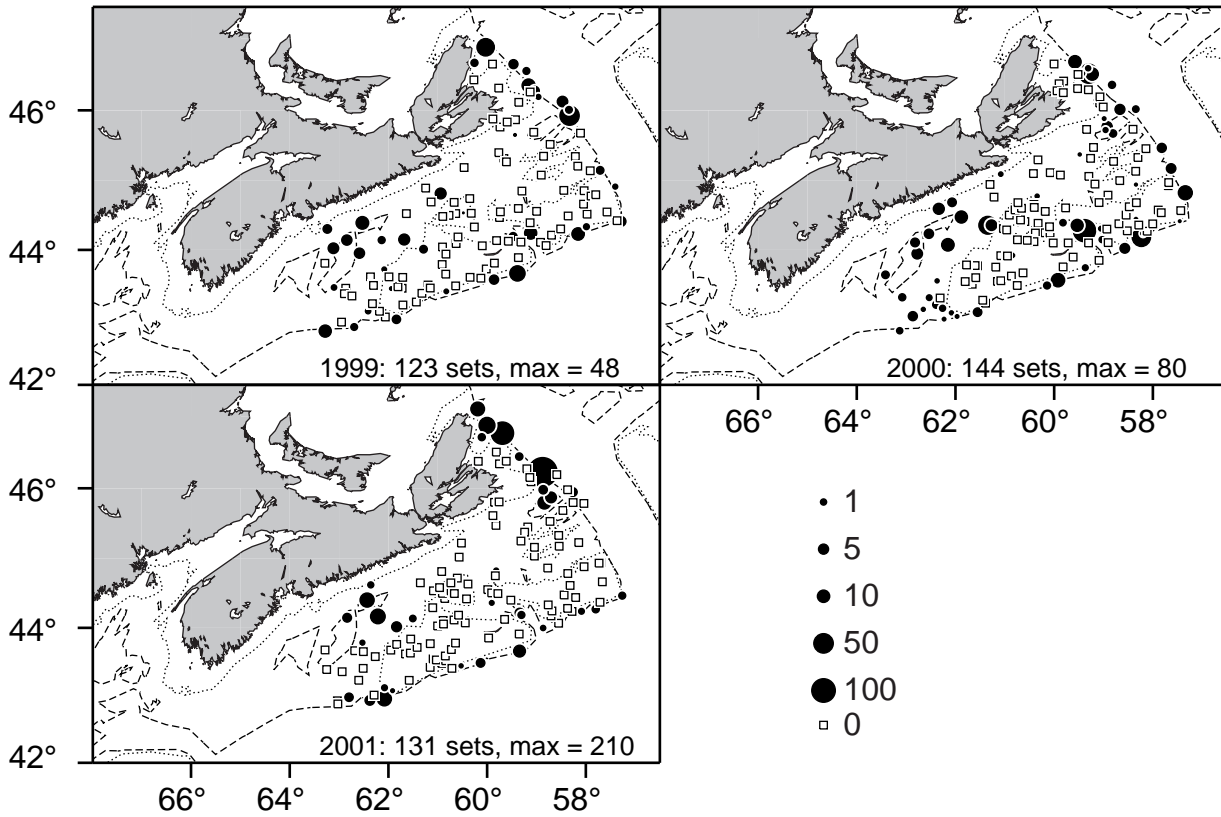 46°
44°
42°
1999: 123 sets, max = 48
2000: 144 sets, max = 80
66° 64° 62° 60° 58°
46°
44°
42°
2001: 131 sets, max = 210
66° 64° 62° 60° 58°
1
5
10
50
100
0